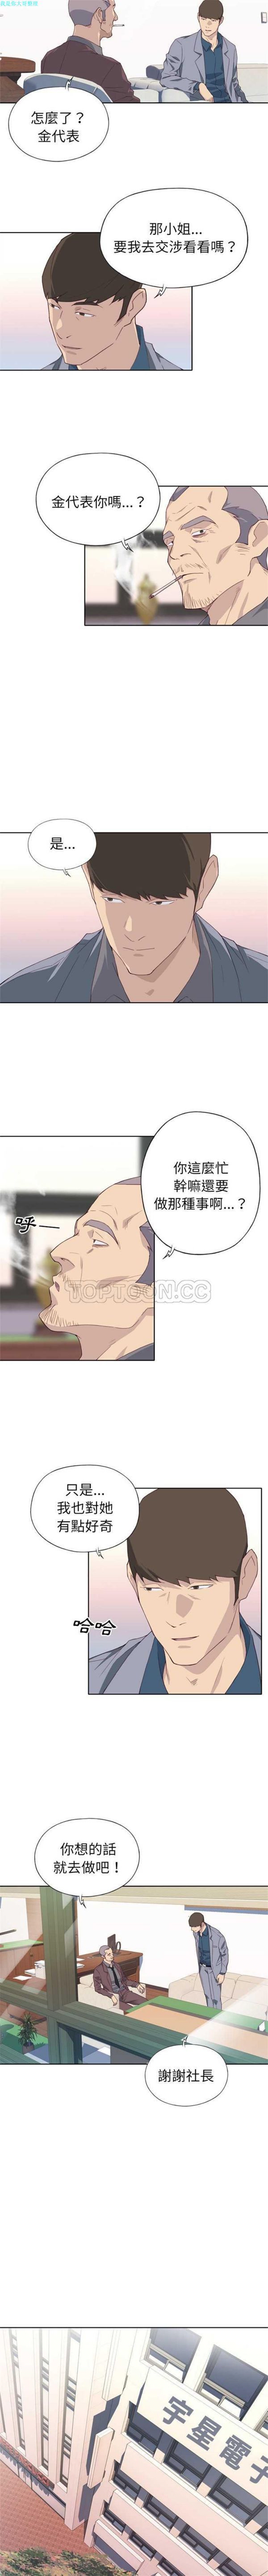 怎麼了？
金代表
那小姐...
要我去交涉看看嗎？
金代表你嗎...？
是...
你這麼忙
幹嘛還要
做那種事啊...？
呼—
TOPTOON.CC
只是...
我也對她
有點好奇
哈哈
你想的話
就去做吧！
謝謝社長
宇星電子